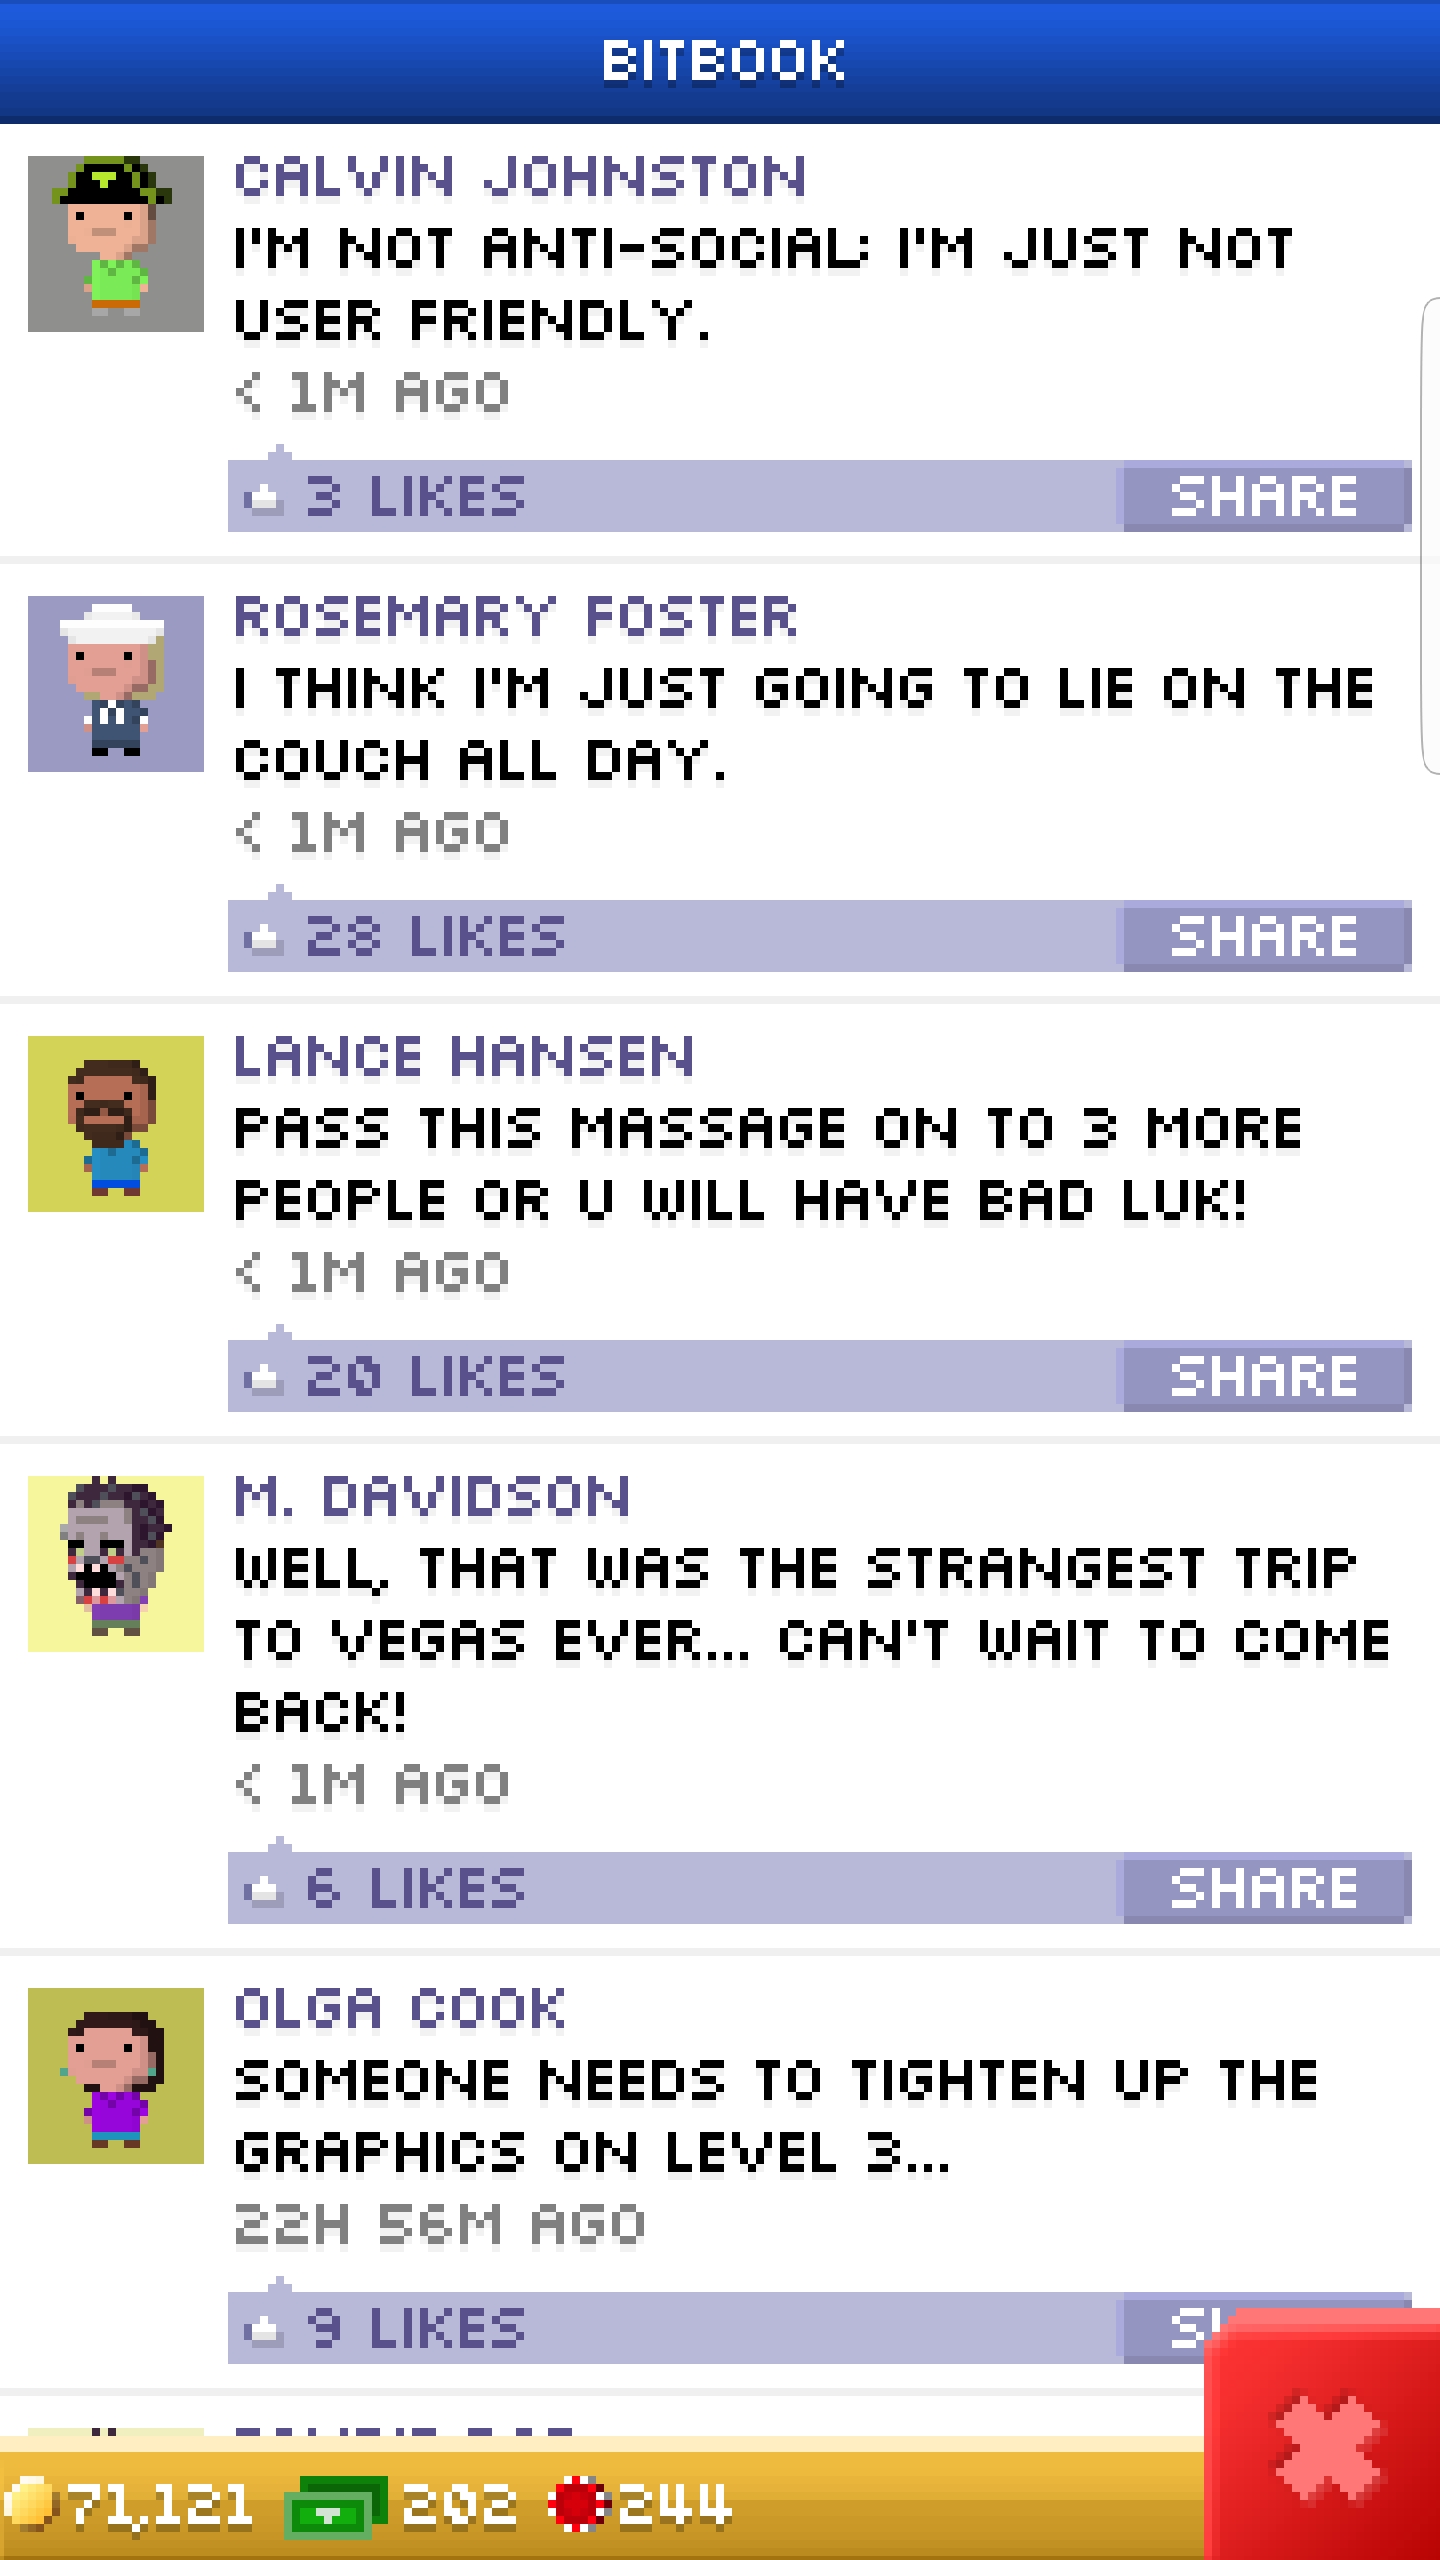 BITBOOK
CALVIN JOHNSTON
I'M NOT ANTI-SOCIAL; I'M JUST NOT
USER FRIENDLY.
< 1M AGO
3 LIKES SHARE
ROSEMARY FOSTER
I THINK I'M JUST GOING TO LIE ON THE
COUCH ALL DAY.
< 1M AGO
28 LIKES SHARE
LANCE HANSEN
PASS THIS MASSAGE ON TO 3 MORE
PEOPLE OR U WILL HAVE BAD LUK!
< 1M AGO
20 LIKES SHARE
M. DAVIDSON
WELL, THAT WAS THE STRANGEST TRIP
TO VEGAS EVER... CAN'T WAIT TO COME
BACK!
< 1M AGO
6 LIKES SHARE
OLGA COOK
SOMEONE NEEDS TO TIGHTEN UP THE
GRAPHICS ON LEVEL 3...
22H 56M AGO
9 LIKES
71,121 202 244